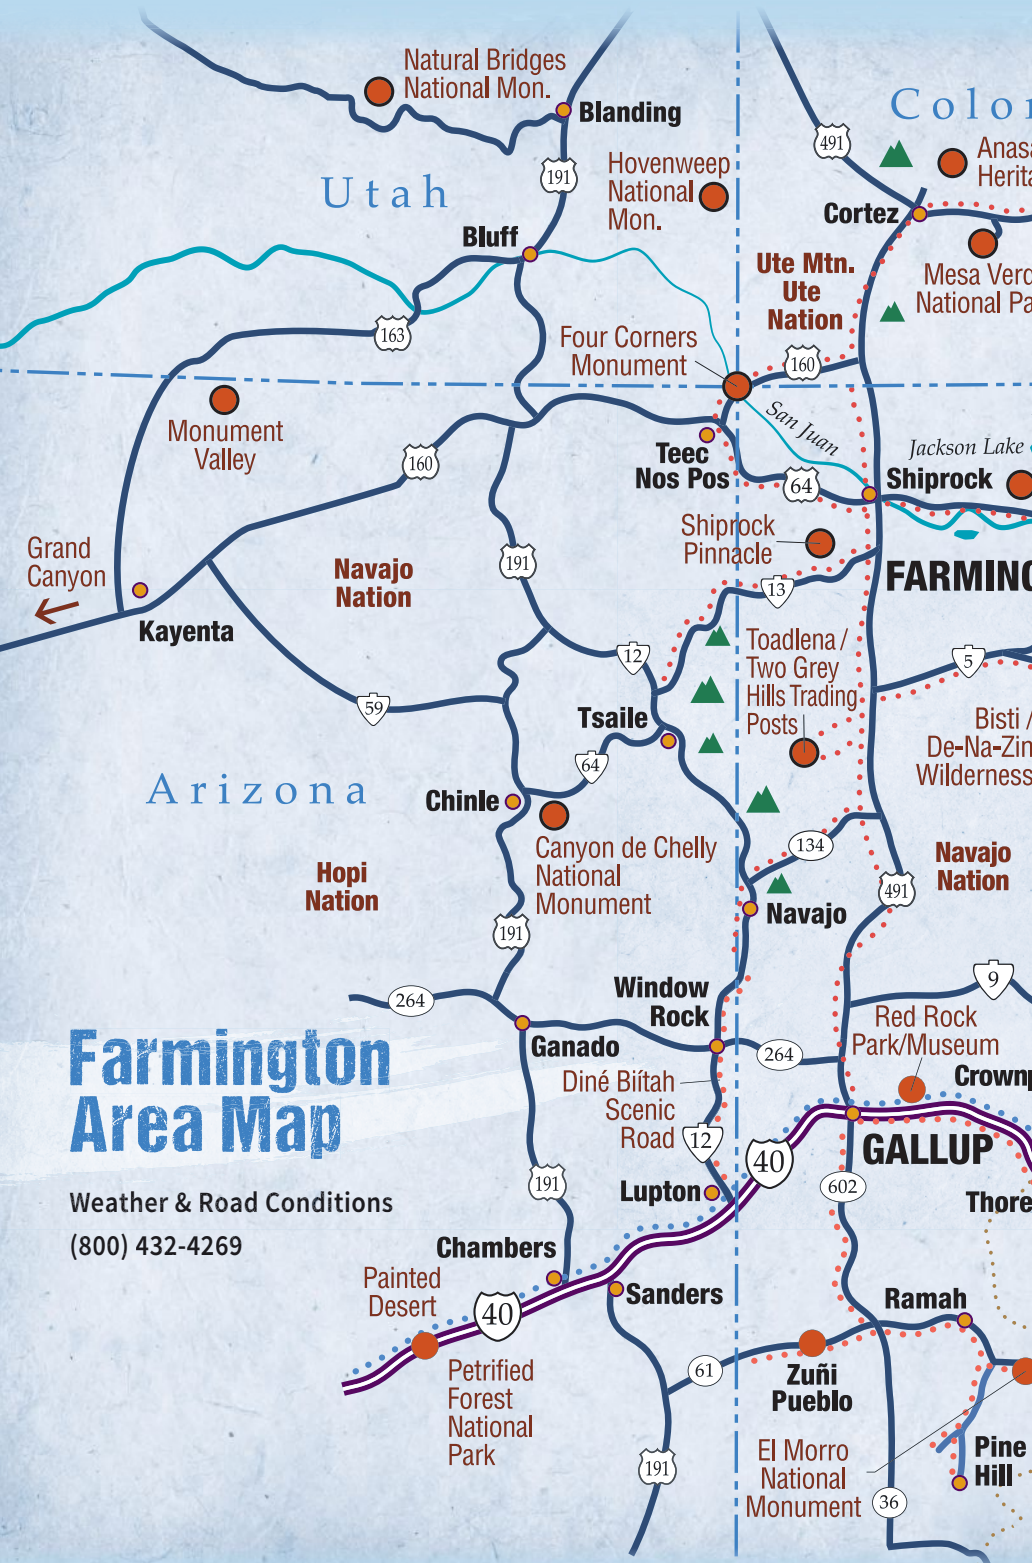 Natural Bridges
National Mon.
Blanding
Color
491
Anasa
Herita
191
Hovenweep
National
Mon.
Utah
Cortez
Bluff
Ute Mtn.
Ute
Nation
Mesa Verd
National Pa
163
Four Corners
Monument
160
San Juan
Monument
Valley
160
Teec
Nos Pos
Jackson Lake
64
Shiprock
Shiprock
Pinnacle
Grand
Canyon
Navajo
Nation
191
13
FARMING
Kayenta
12
Toadlena /
Two Grey
Hills Trading
Posts
5
59
Tsaile
Bisti /
De-Na-Zin
Wilderness
64
Arizona
Chinle
Canyon de Chelly
National
Monument
134
Hopi
Nation
Navajo
Nation
491
Navajo
191
264
Window
Rock
9
Farmington
Area Map
Ganado
264
Red Rock
Park/Museum
Crownp
Diné Biítah
Scenic
Road
12
40
GALLUP
191
Lupton
602
Thore
Weather & Road Conditions
(800) 432-4269
Chambers
Painted
Desert
40
Sanders
Ramah
61
Zuñi
Pueblo
Petrified
Forest
National
Park
191
El Morro
National
Monument
Pine
Hill
36